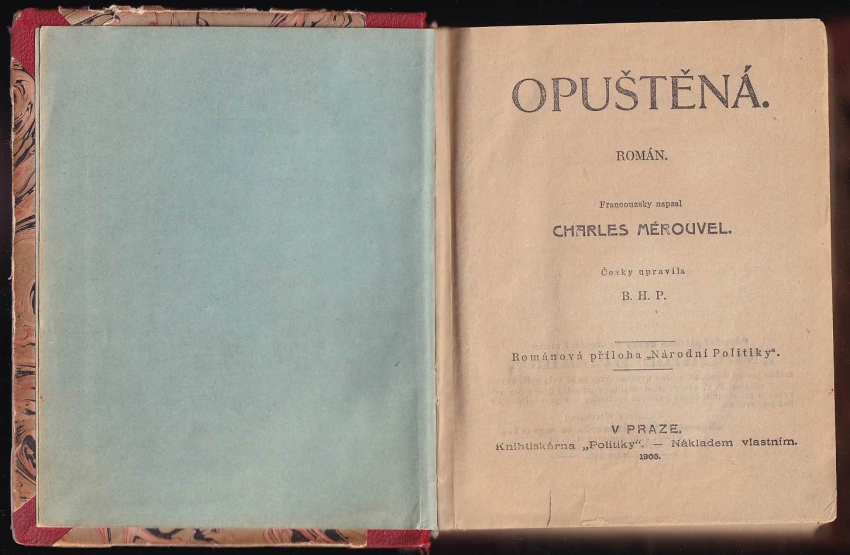 OPUŠTĚNÁ.
ROMÁN.
Francouzsky napsal
CHARLES MÉROUVEL.
Česky upravila
B. H. P.
Románová příloha „Národní Politiky“.
V PRAZE.
Knihtiskárna „Politiky“. — Nákladem vlastním.
1905.